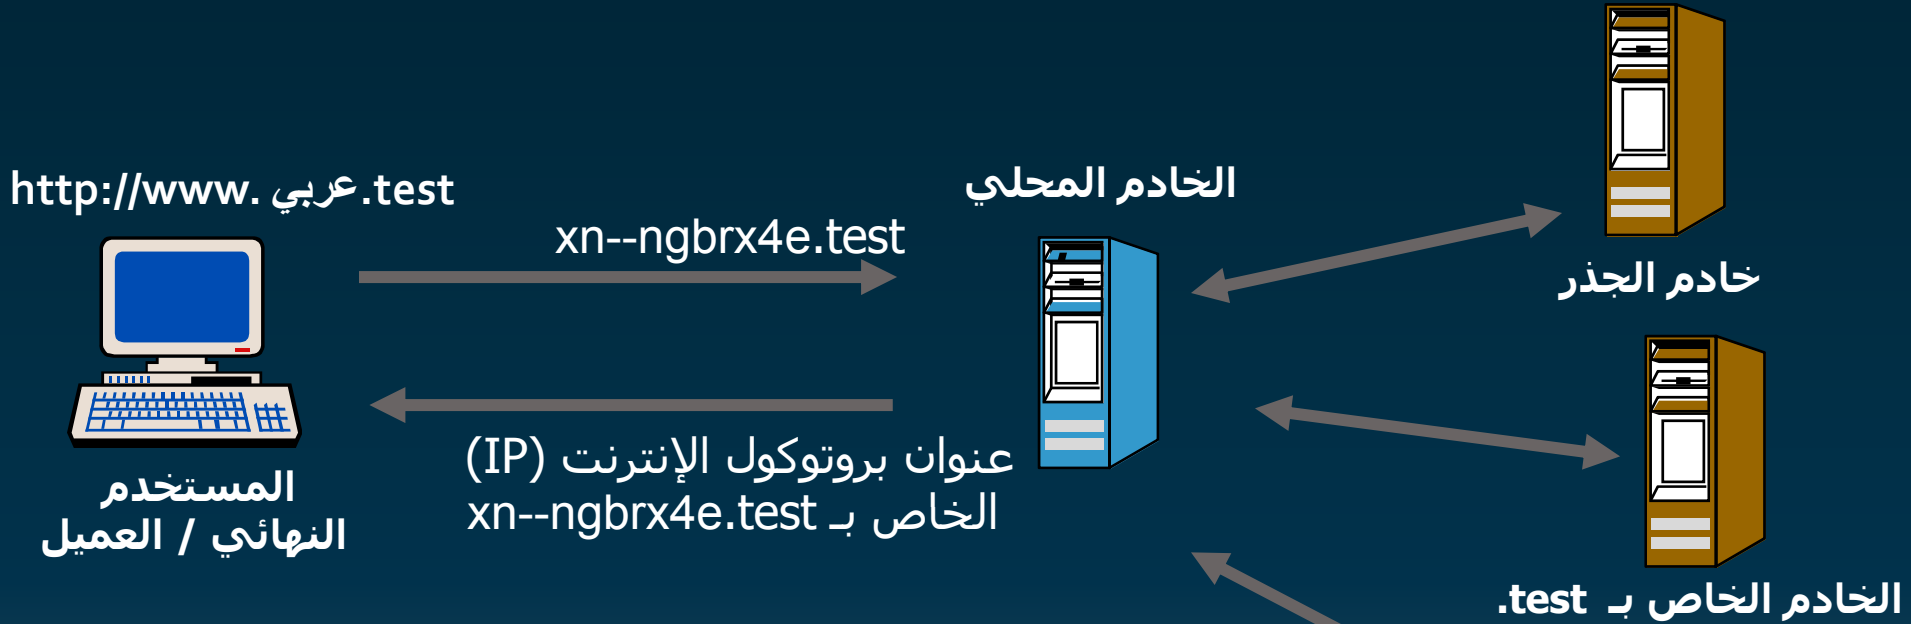 http://www.عربي.test
xn--ngbrx4e.test
الخادم المحلي
خادم الجذر
عنوان بروتوكول الإنترنت (IP)
الخاص بـ xn--ngbrx4e.test
المستخدم
النهائي / العميل
الخادم الخاص بـ test.